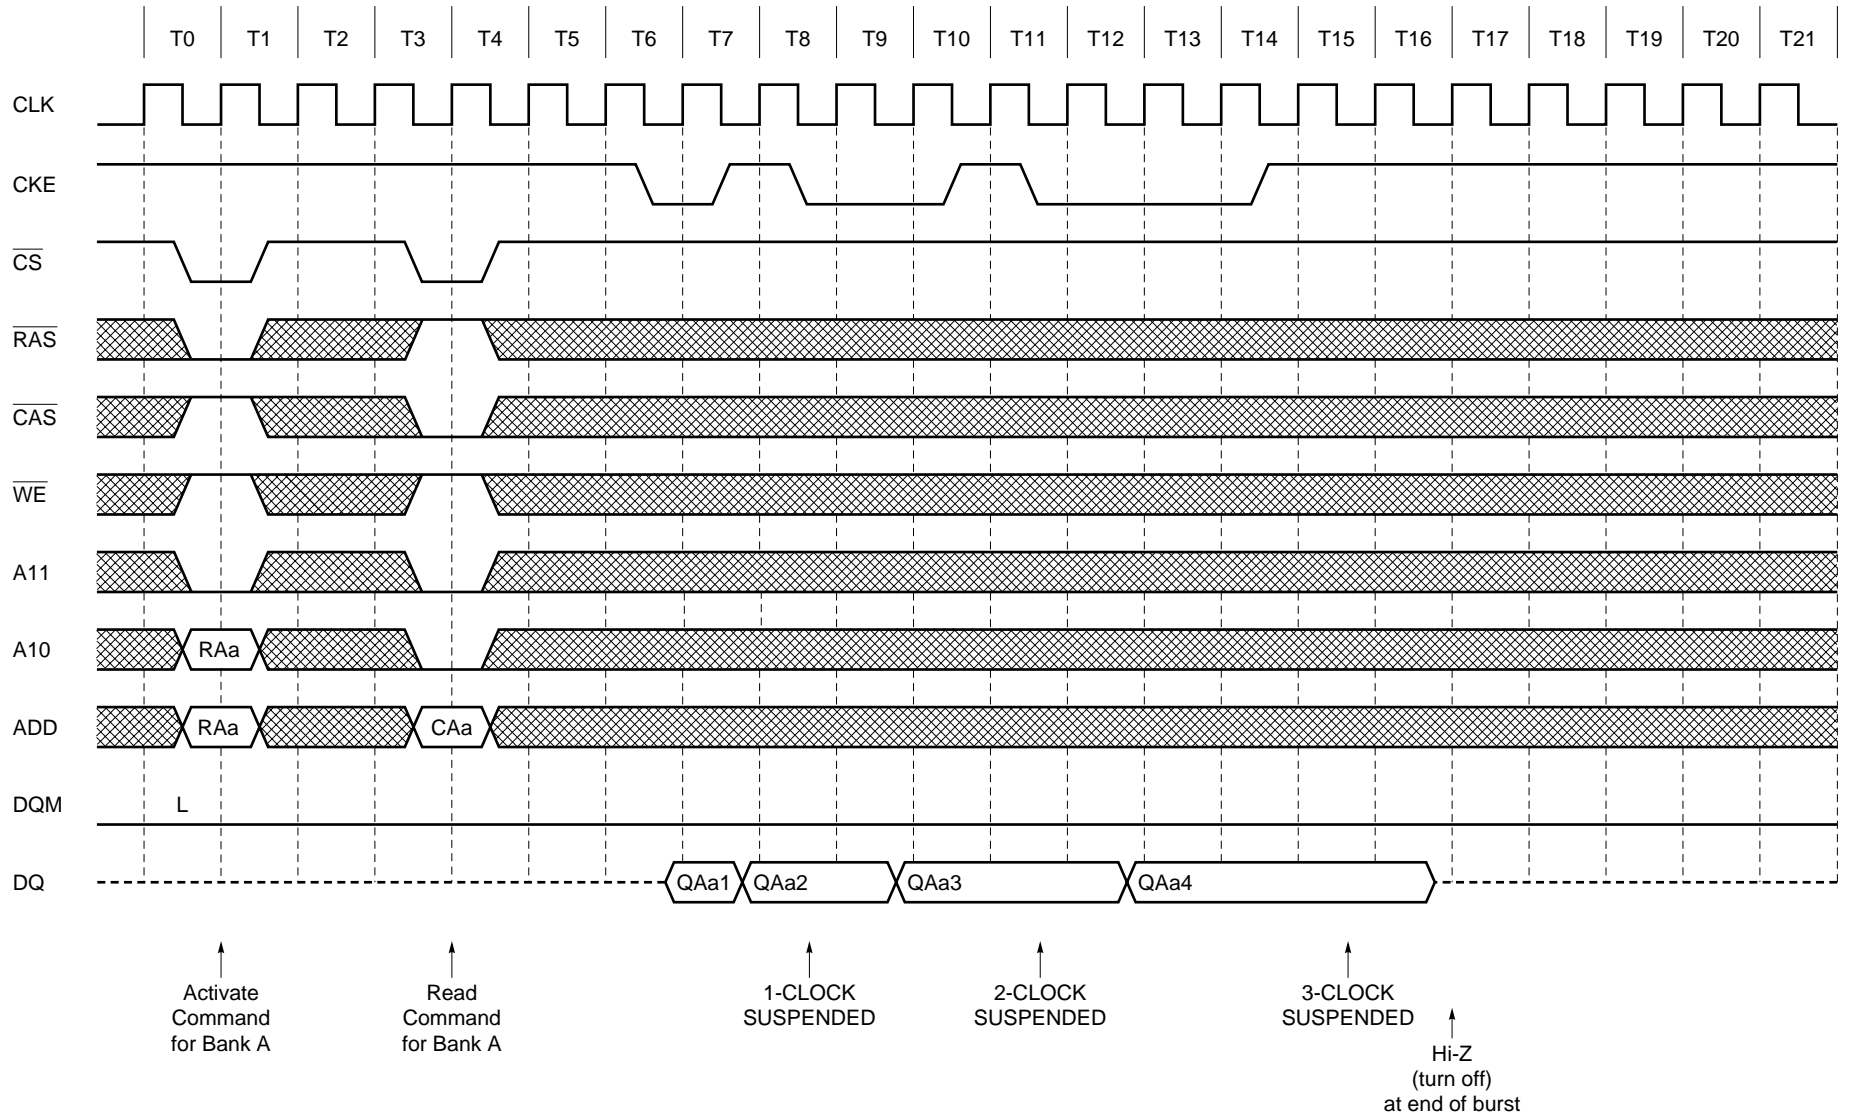 T0 T1 T2 T3 T4 T5 T6 T7 T8 T9 T10 T11 T12 T13 T14 T15 T16 T17 T18 T19 T20 T21
CLK
CKE
CS
RAS
CAS
WE
A11
A10 RAa
ADD RAa CAa
DQM L
DQ QAa1 QAa2 QAa3 QAa4
Activate
Command
for Bank A
Read
Command
for Bank A
1-CLOCK
SUSPENDED
2-CLOCK
SUSPENDED
3-CLOCK
SUSPENDED
Hi-Z
(turn off)
at end of burst